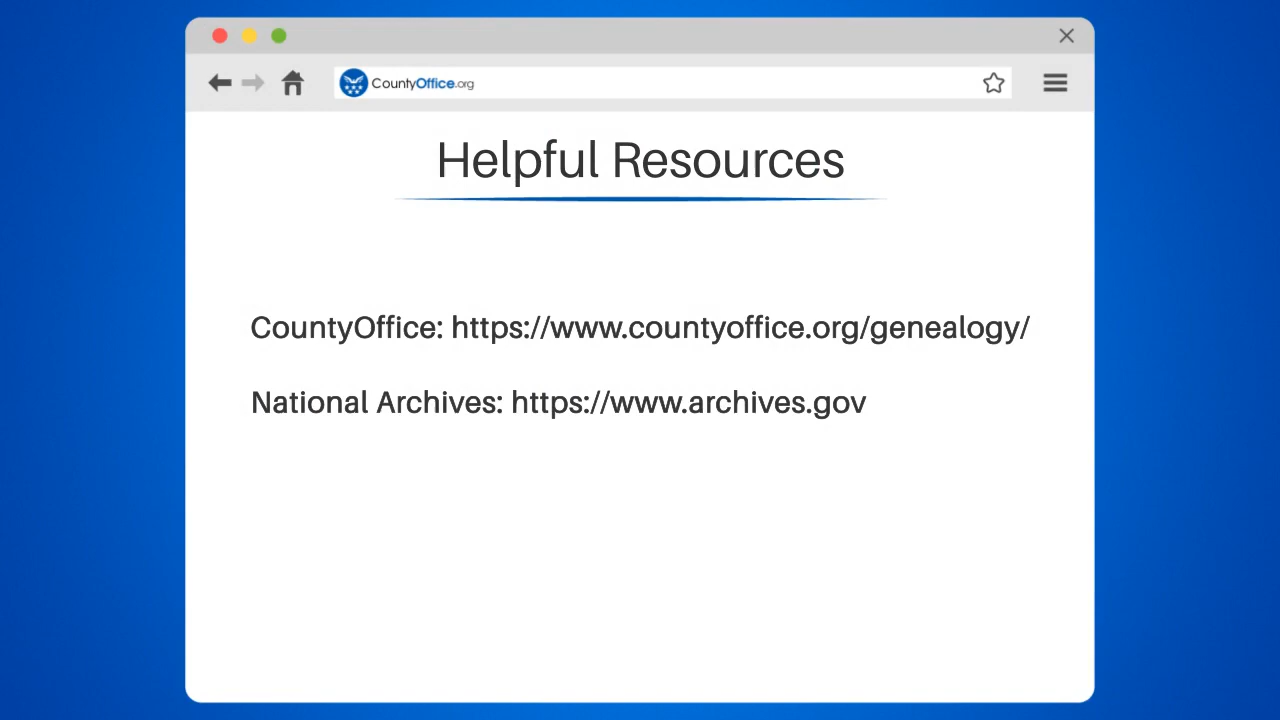 CountyOffice.org
Helpful Resources
CountyOffice: https://www.countyoffice.org/genealogy/
National Archives: https://www.archives.gov